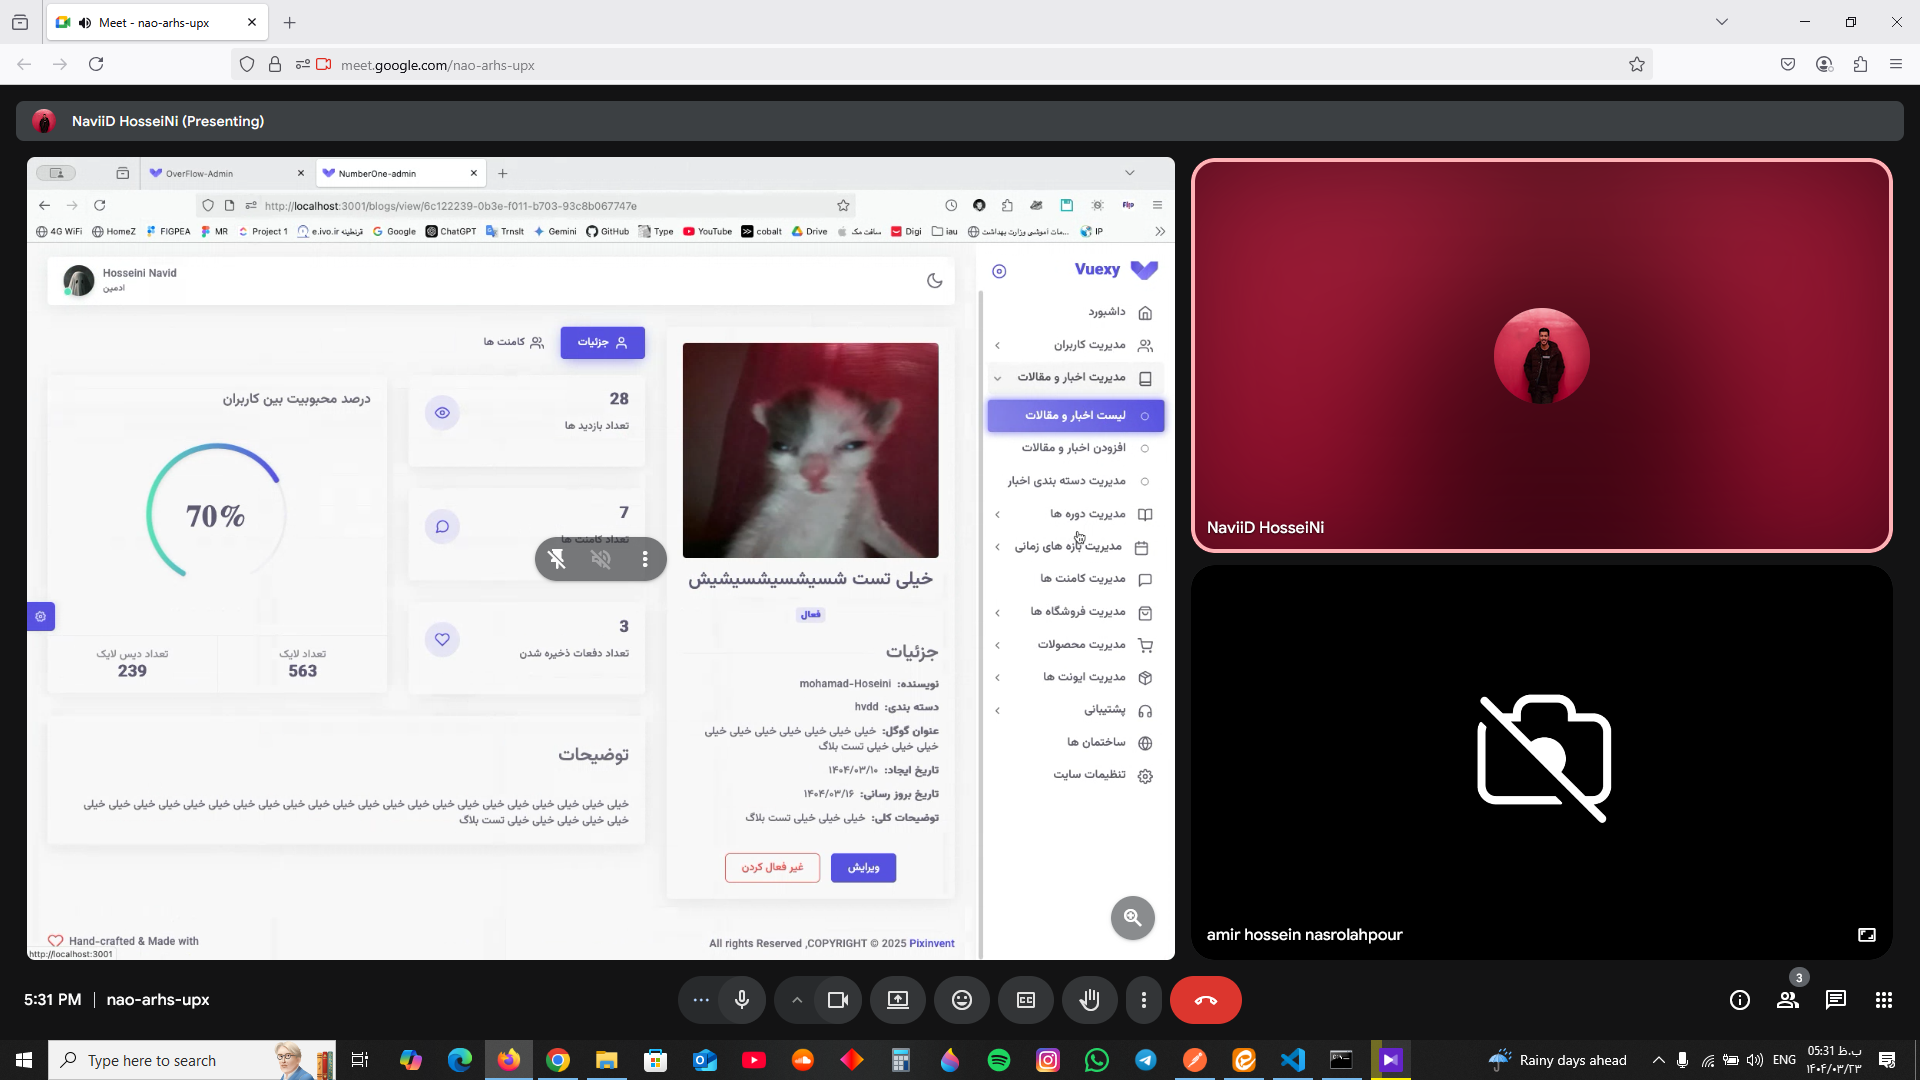 Meet - nao-arhs-upx
meet.google.com/nao-arhs-upx
NaviiD HosseiNi (Presenting)
OverFlow-Admin
NumberOne-admin
http://localhost:3001/blogs/view/6c122239-0b3e-f011-b703-93c8b067747e
4G WiFi
HomeZ
FIGPEA
MR
Project 1
e.ivo.ir قرنطینه
Google
ChatGPT
Trnslt
Gemini
GitHub
Type
YouTube
cobalt
Drive
سافت مک
Digi
iau
...مات آموزشی وزارت بهداشت
IP
Hosseini Navid
ادمین
Vuexy
داشبورد
مدیریت کاربران
مدیریت اخبار و مقالات
لیست اخبار و مقالات
افزودن اخبار و مقالات
مدیریت دسته بندی اخبار
مدیریت دوره ها
مدیریت بازه های زمانی
مدیریت کامنت ها
مدیریت فروشگاه ها
مدیریت محصولات
مدیریت ایونت ها
پشتیبانی
ساختمان ها
تنظیمات سایت
خیلی تست شسیشسیشسیشیش
فعال
جزئیات
نویسنده: mohamad-Hoseini
دسته بندی: hvdd
عنوان گوگل: خیلی خیلی خیلی خیلی خیلی خیلی خیلی
خیلی خیلی خیلی تست بلاگ
تاریخ ایجاد: ۱۴۰۴/۰۳/۱۰
تاریخ بروز رسانی: ۱۴۰۴/۰۳/۱۶
توضیحات کلی: خیلی خیلی خیلی تست بلاگ
ویرایش
غیر فعال کردن
جزئیات
کامنت ها
28
تعداد بازدید ها
7
تعداد کامنت ها
3
تعداد دفعات ذخیره شدن
درصد محبوبیت بین کاربران
70%
تعداد لایک
563
تعداد دیس لایک
239
توضیحات
خیلی خیلی خیلی خیلی خیلی خیلی خیلی خیلی خیلی خیلی خیلی خیلی خیلی خیلی خیلی خیلی خیلی خیلی خیلی خیلی خیلی خیلی
خیلی خیلی خیلی خیلی خیلی تست بلاگ
Hand-crafted & Made with
All rights Reserved ,COPYRIGHT © 2025 Pixinvent
http://localhost:3001
NaviiD HosseiNi
amir hossein nasrolahpour
5:31 PM | nao-arhs-upx
3
Type here to search
Rainy days ahead
ENG
05:31 ب.ظ
۱۴۰۴/۰۳/۲۳